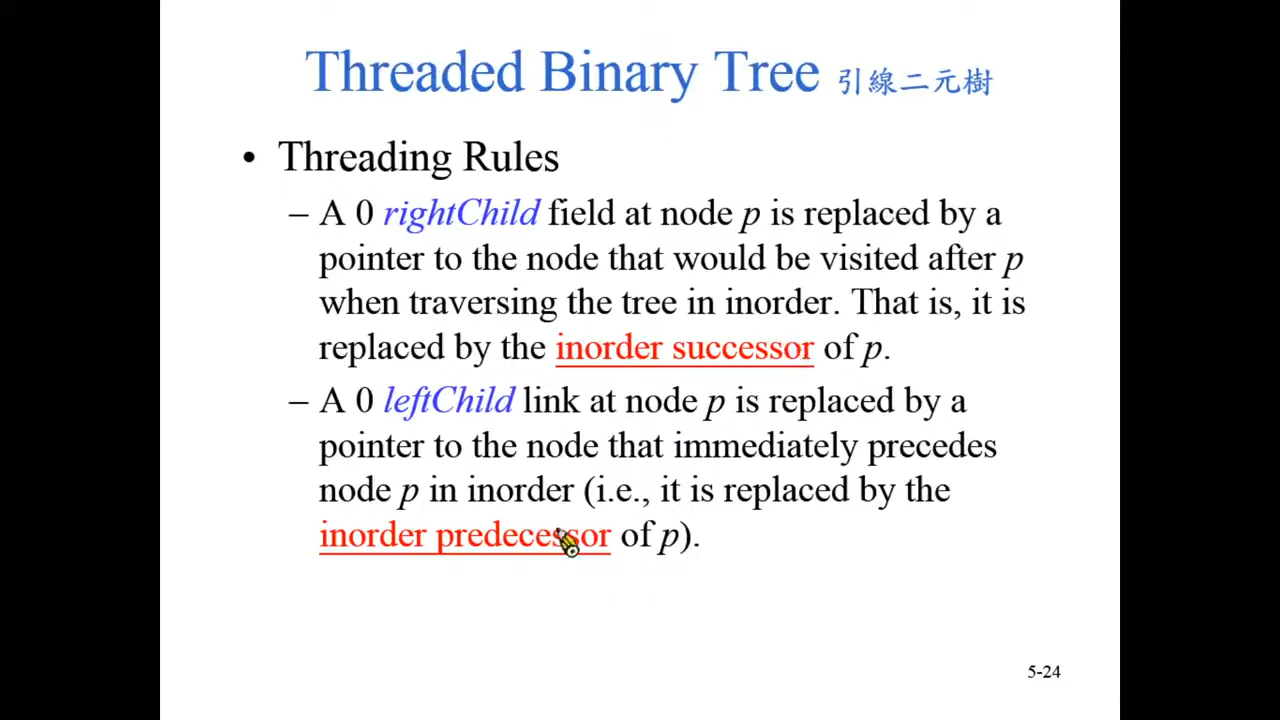 Threaded Binary Tree 引線二元樹
• Threading Rules
– A 0 rightChild field at node p is replaced by a
pointer to the node that would be visited after p
when traversing the tree in inorder. That is, it is
replaced by the inorder successor of p.
– A 0 leftChild link at node p is replaced by a
pointer to the node that immediately precedes
node p in inorder (i.e., it is replaced by the
inorder predecessor of p).
5-24